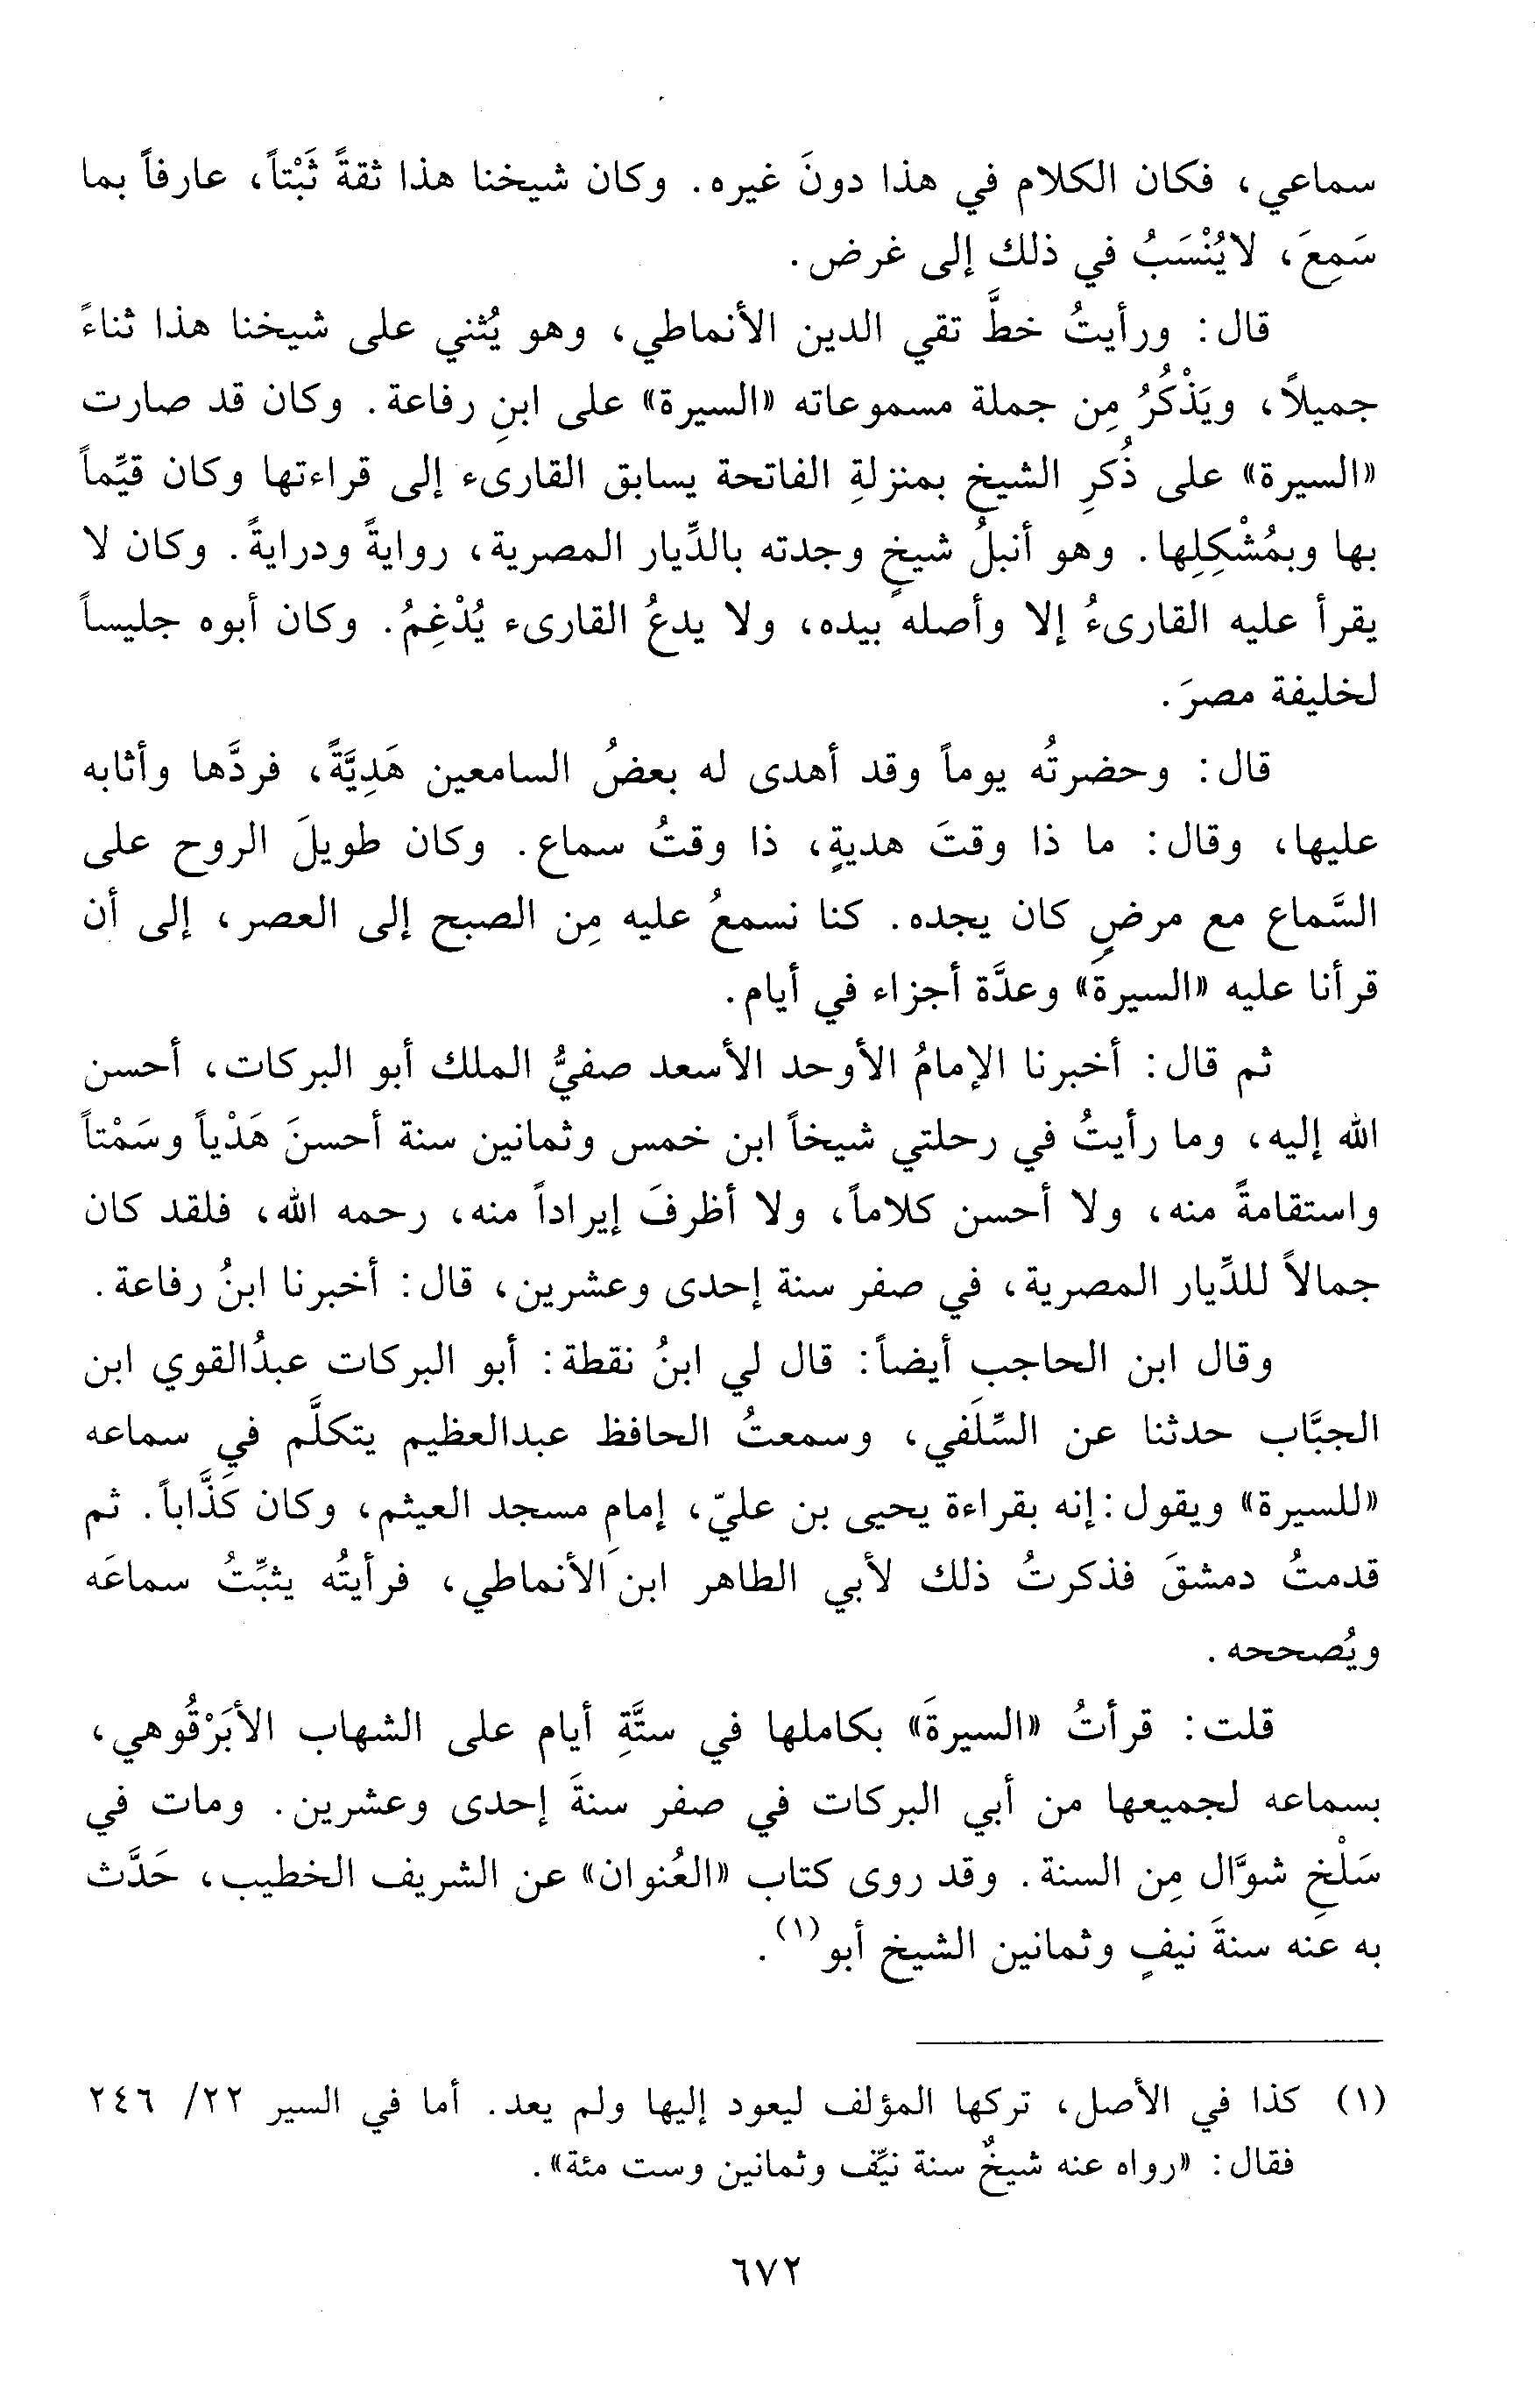 سماعي، فكان الكلام في هذا دونَ غيره. وكان شيخنا هذا ثقةً ثَبْتاً، عارفاً بما
سَمِعَ، لايُنْسَبُ في ذلك إلى غرض.
قال: ورأيتُ خطَّ تقي الدين الأنماطي، وهو يُثني على شيخنا هذا ثناءً
جميلاً، ويَذْكُرُ مِن جملة مسموعاته «السيرة» على ابنِ رفاعة. وكان قد صارت
«السيرة» على ذُكرِ الشيخ بمنزلةِ الفاتحة يسابق القارىء إلى قراءتها وكان قيِّماً
بها وبمُشْكِلِها. وهو أنبلُ شيخٍ وجدته بالدِّيار المصرية، روايةً ودرايةً. وكان لا
يقرأ عليه القارىءُ إلا وأصله بيده، ولا يدعُ القارىء يُدْغِمُ. وكان أبوه جليساً
لخليفة مصرَ.
قال: وحضرتُه يوماً وقد أهدى له بعضُ السامعين هَدِيَّةً، فردَّها وأثابه
عليها، وقال: ما ذا وقتَ هديةٍ، ذا وقتُ سماع. وكان طويلَ الروح على
السَّماع مع مرضٍ كان يجده. كنا نسمعُ عليه مِن الصبح إلى العصر، إلى أن
قرأنا عليه «السيرةَ» وعدَّة أجزاء في أيام.
ثم قال: أخبرنا الإمامُ الأوحد الأسعد صفيُّ الملك أبو البركات، أحسن
الله إليه، وما رأيتُ في رحلتي شيخاً ابن خمس وثمانين سنة أحسنَ هَدْياً وسَمْتاً
واستقامةً منه، ولا أحسن كلاماً، ولا أظرفَ إيراداً منه، رحمه الله، فلقد كان
جمالاً للدِّيار المصرية، في صفر سنة إحدى وعشرين، قال: أخبرنا ابنُ رفاعة.
وقال ابن الحاجب أيضاً: قال لي ابنُ نقطة: أبو البركات عبدُالقوي ابن
الجبَّاب حدثنا عن السِّلَفي، وسمعتُ الحافظ عبدالعظيم يتكلَّم في سماعه
«للسيرة» ويقول: إنه بقراءة يحيى بن عليّ، إمامِ مسجد العيثم، وكان كَذَّاباً. ثم
قدمتُ دمشقَ فذكرتُ ذلك لأبي الطاهر ابن الأنماطي، فرأيتُه يثبِّتُ سماعَه
ويُصححه.
قلت: قرأتُ «السيرةَ» بكاملها في ستَّةِ أيام على الشهاب الأبَرْقُوهي،
بسماعه لجميعها من أبي البركات في صفر سنةَ إحدى وعشرين. ومات في
سَلْخِ شوَّال مِن السنة. وقد روى كتاب «العُنوان» عن الشريف الخطيب، حَدَّث
به عنه سنةَ نيفٍ وثمانين الشيخ أبو(١).
(١) كذا في الأصل، تركها المؤلف ليعود إليها ولم يعد. أما في السير ٢٢/ ٢٤٦
فقال: «رواه عنه شيخٌ سنة نيِّف وثمانين وست مئة».
٦٧٢